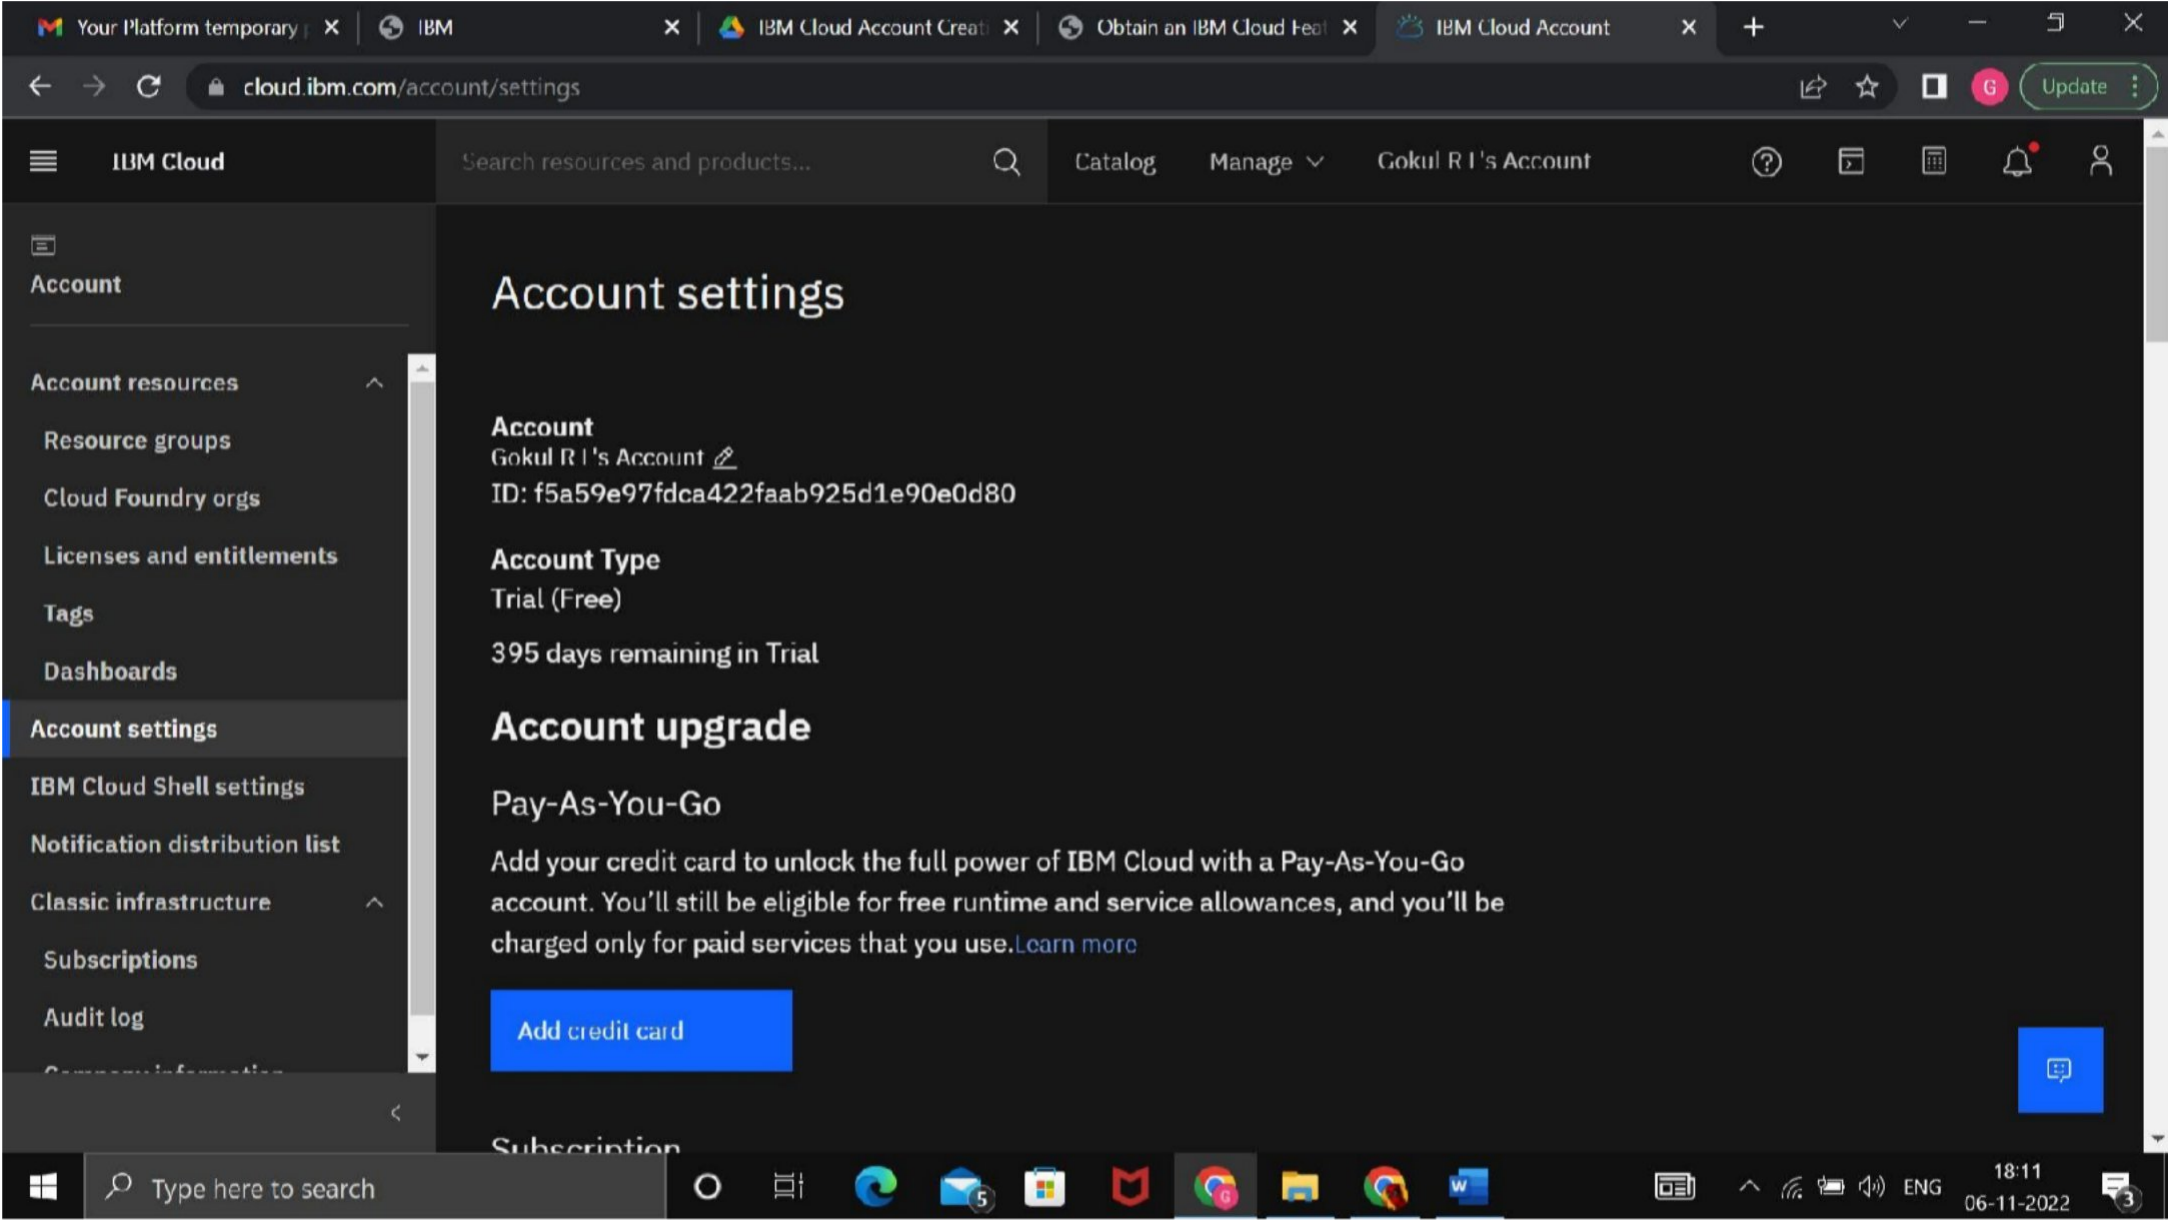 Your Platform temporary p
IBM
IBM Cloud Account Creati
Obtain an IBM Cloud Feat
IBM Cloud Account
cloud.ibm.com/account/settings
G
Update
IBM Cloud
Search resources and products...
Catalog
Manage
Gokul R I's Account
Account
Account resources
Resource groups
Cloud Foundry orgs
Licenses and entitlements
Tags
Dashboards
Account settings
IBM Cloud Shell settings
Notification distribution list
Classic infrastructure
Subscriptions
Audit log
Company information
Account settings
Account
Gokul R I's Account
ID: f5a59e97fdca422faab925d1e90e0d80
Account Type
Trial (Free)
395 days remaining in Trial
Account upgrade
Pay-As-You-Go
Add your credit card to unlock the full power of IBM Cloud with a Pay-As-You-Go
account. You'll still be eligible for free runtime and service allowances, and you'll be
charged only for paid services that you use.Learn more
Add credit card
Subscription
Type here to search
5
G
W
ENG
18:11
06-11-2022
3